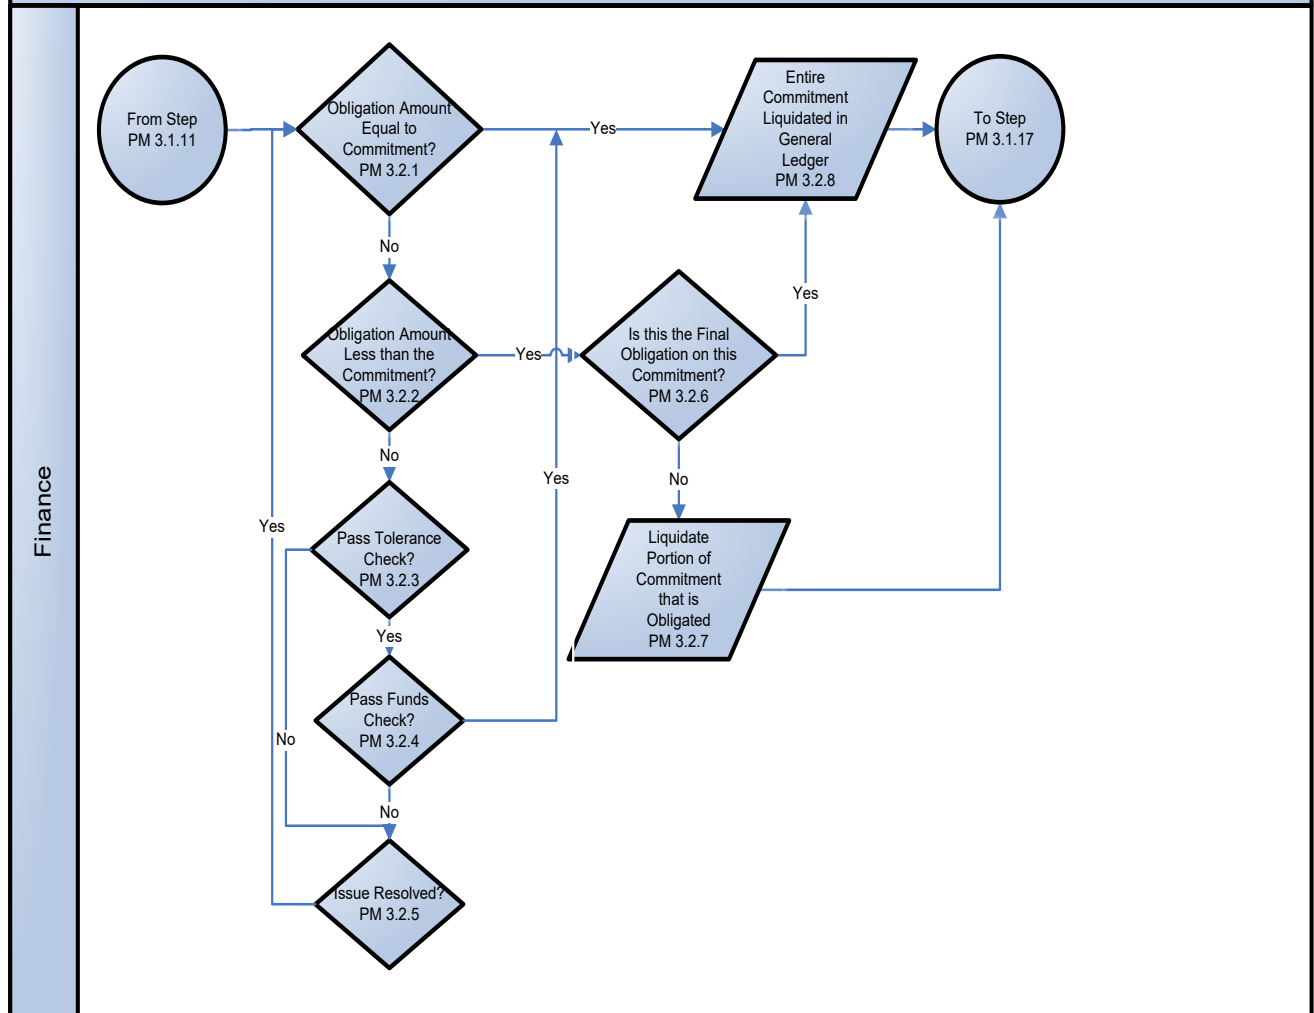 Finance
From Step
PM 3.1.11
Obligation Amount
Equal to
Commitment?
PM 3.2.1
Yes
Entire
Commitment
Liquidated in
General
Ledger
PM 3.2.8
To Step
PM 3.1.17
No
Obligation Amount
Less than the
Commitment?
PM 3.2.2
Yes
Is this the Final
Obligation on this
Commitment?
PM 3.2.6
Yes
No
Pass Tolerance
Check?
PM 3.2.3
Yes
Yes
No
Liquidate
Portion of
Commitment
that is
Obligated
PM 3.2.7
Yes
Pass Funds
Check?
PM 3.2.4
No
No
Issue Resolved?
PM 3.2.5